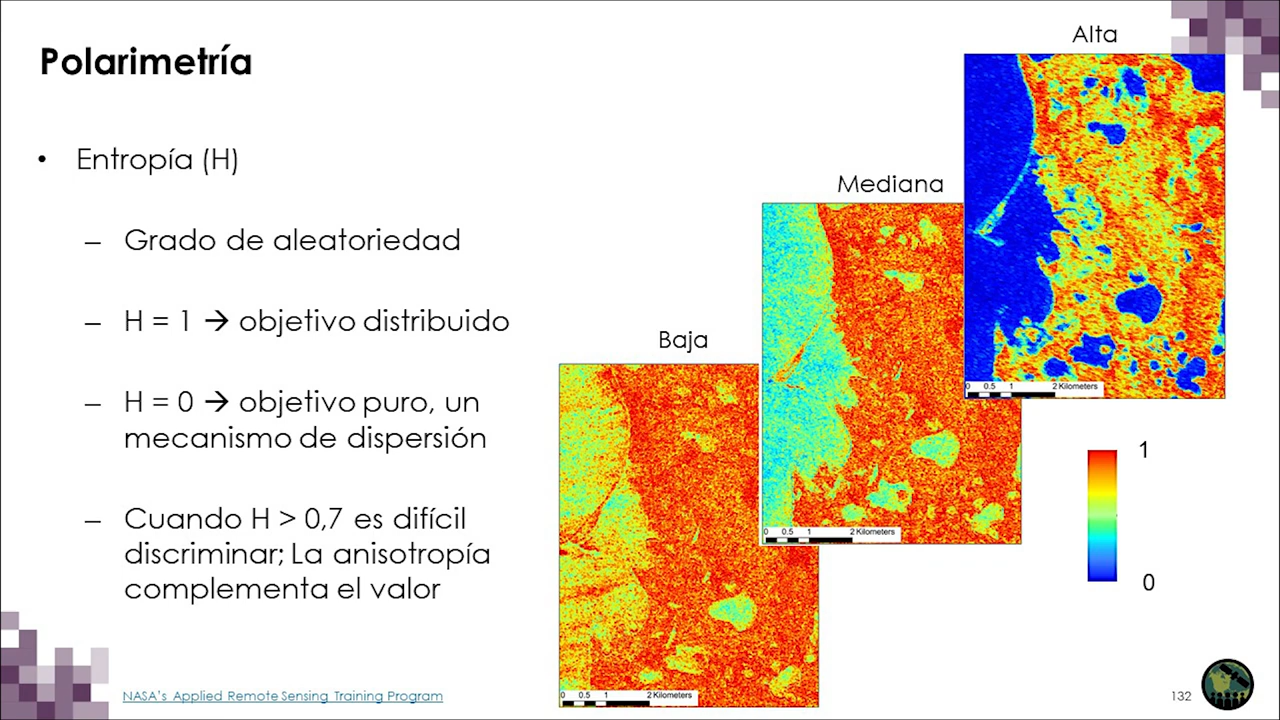 Polarimetría
• Entropía (H)
– Grado de aleatoriedad
– H = 1 → objetivo distribuido
– H = 0 → objetivo puro, un
mecanismo de dispersión
– Cuando H > 0,7 es difícil
discriminar; La anisotropía
complementa el valor
Baja
0 0.5 1 2 Kilometers
Mediana
0 0.5 1 2 Kilometers
Alta
0 0.5 1 2 Kilometers
1
0
NASA's Applied Remote Sensing Training Program
132